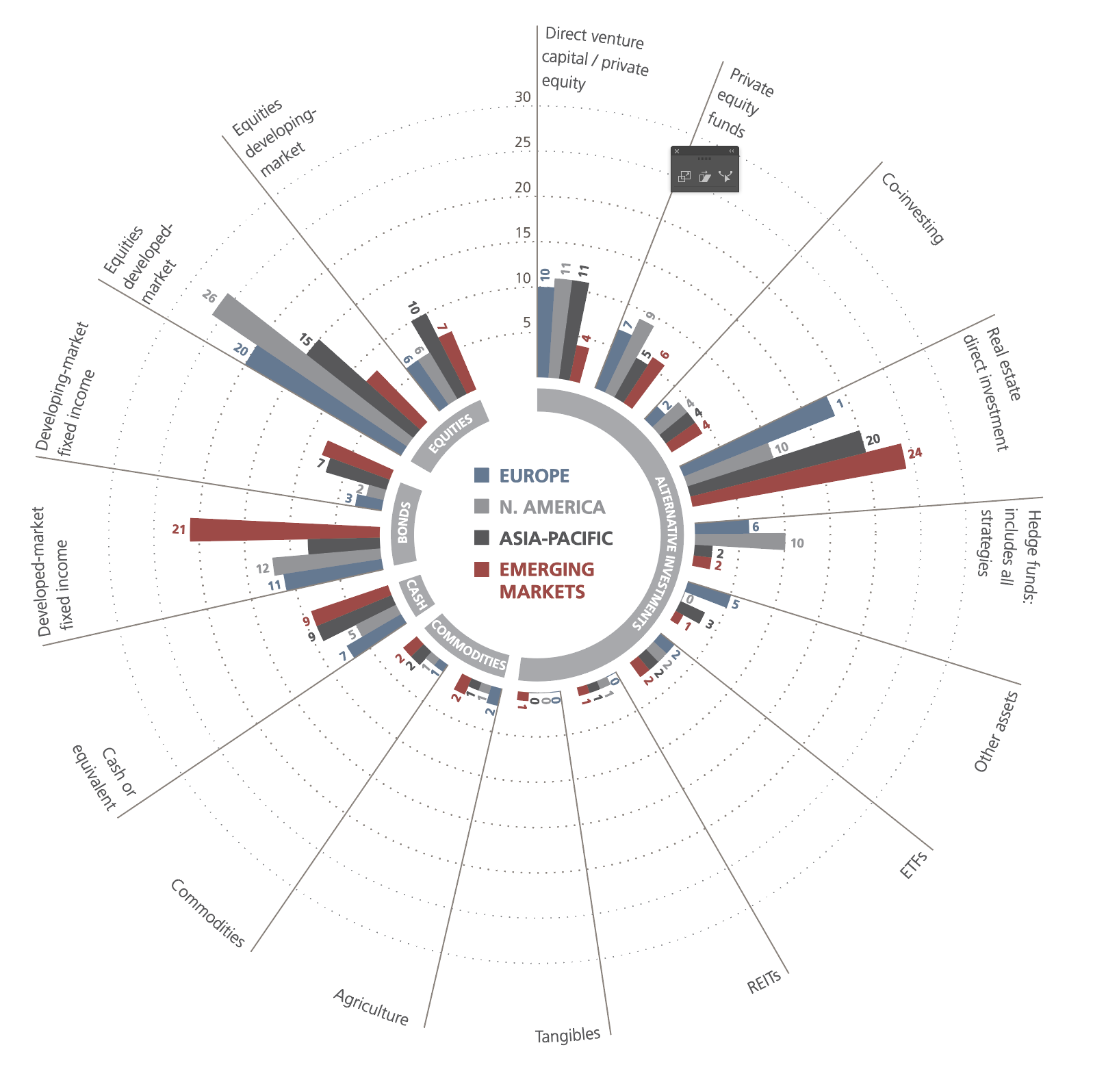 Direct venture
capital / private
equity
Private
equity
funds
Co-investing
Real estate
direct investment
Hedge funds:
includes all
strategies
Other assets
ETFs
REITs
Tangibles
Agriculture
Commodities
Cash or
equivalent
Developed-market
fixed income
Developing-market
fixed income
Equities
developed-
market
Equities
developing-
market
30
25
20
15
10
5
10
11
11
4
7
9
5
6
2
4
4
4
1
10
20
24
6
10
2
2
5
0
3
1
2
2
2
2
0
1
1
1
0
0
0
1
2
1
1
2
1
1
2
2
7
5
9
9
11
12
21
3
2
7
20
26
15
6
6
10
7
EQUITIES
BONDS
CASH
COMMODITIES
ALTERNATIVE INVESTMENTS
EUROPE
N. AMERICA
ASIA-PACIFIC
EMERGING
MARKETS